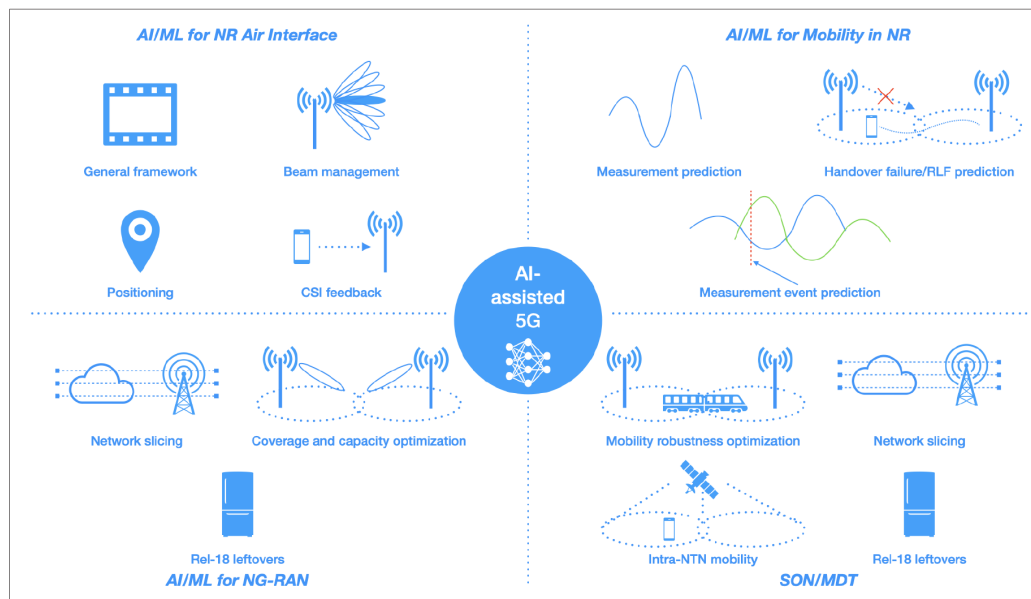 AI/ML for NR Air Interface
General framework
Beam management
Positioning
CSI feedback
AI/ML for Mobility in NR
Measurement prediction
Handover failure/RLF prediction
Measurement event prediction
AI-
assisted
5G
Network slicing
Coverage and capacity optimization
Rel-18 leftovers
AI/ML for NG-RAN
Mobility robustness optimization
Network slicing
Intra-NTN mobility
Rel-18 leftovers
SON/MDT